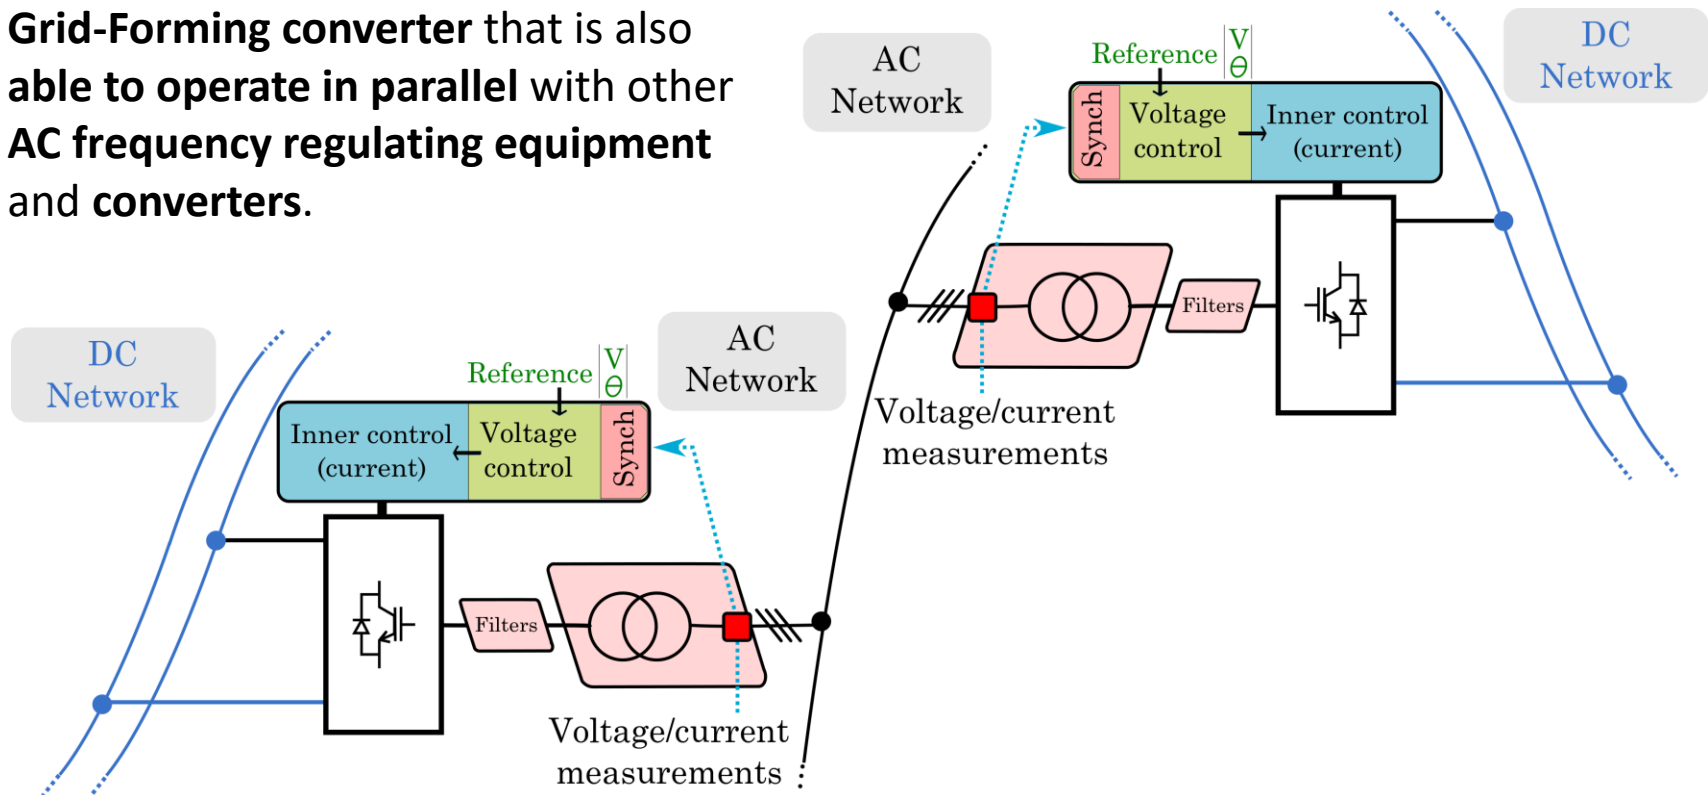 Grid-Forming converter that is also
able to operate in parallel with other
AC frequency regulating equipment
and converters.
AC
Network
Reference
V
Θ
DC
Network
Synch
Voltage
control
Inner control
(current)
Filters
Voltage/current
measurements
DC
Network
AC
Network
Reference
V
Θ
Inner control
(current)
Voltage
control
Synch
Filters
Voltage/current
measurements